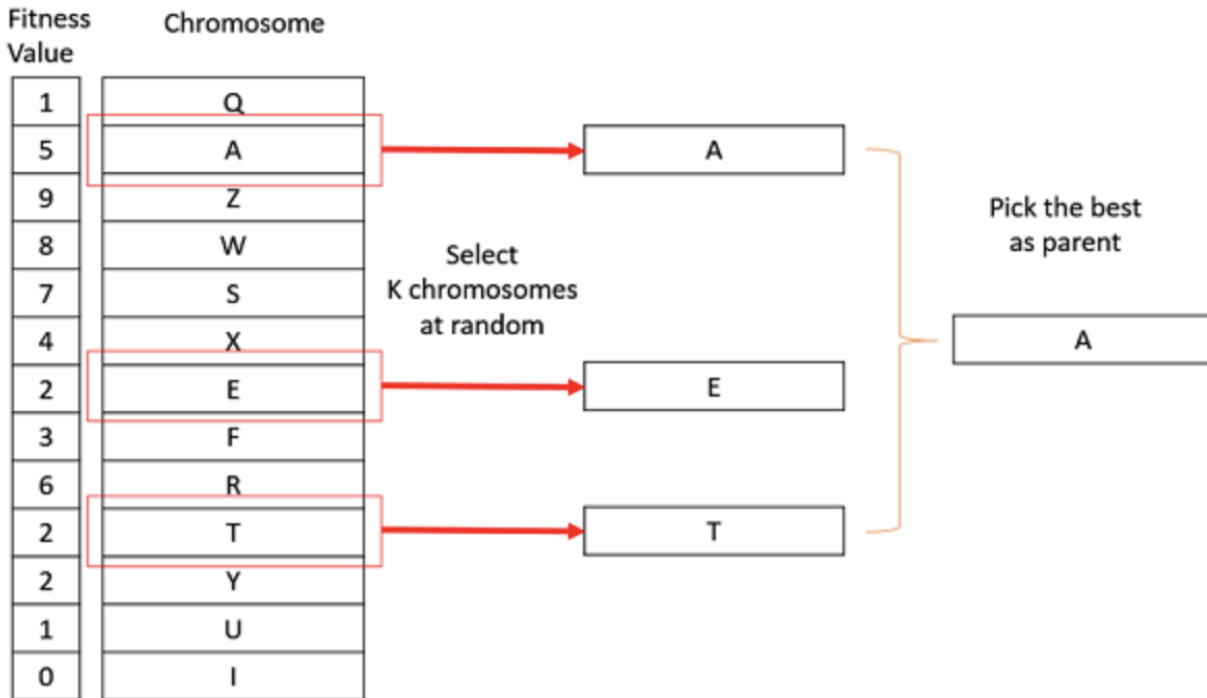 Fitness
Value
Chromosome
1 Q
5 A
9 Z
8 W
7 S
4 X
2 E
3 F
6 R
2 T
2 Y
1 U
0 I
Select
K chromosomes
at random
A
E
T
Pick the best
as parent
A